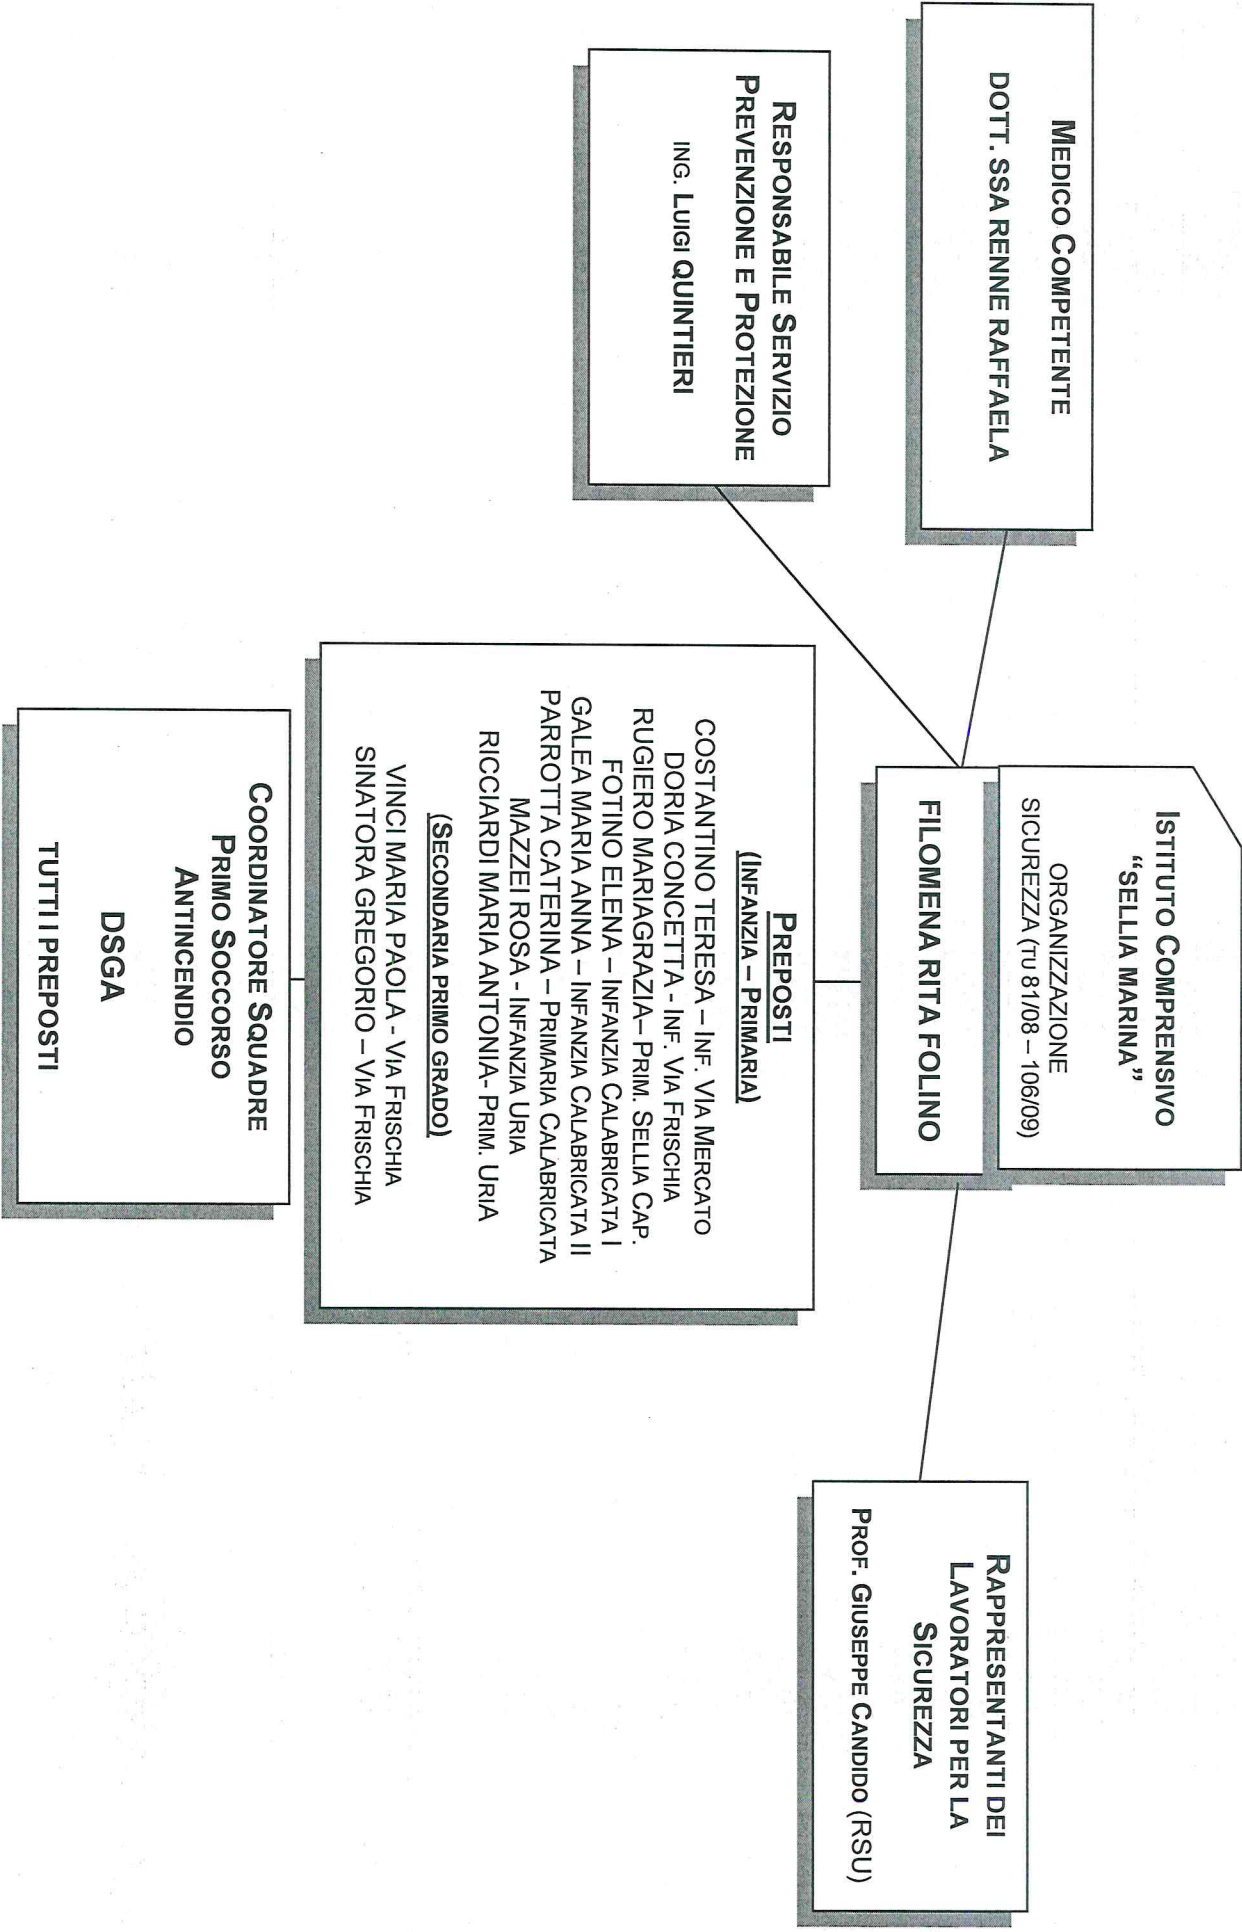 ISTITUTO COMPRENSIVO
“SELLIA MARINA”
ORGANIZZAZIONE
SICUREZZA (TU 81/08 – 106/09)
FILOMENA RITA FOLINO
MEDICO COMPETENTE
DOTT. SSA RENNE RAFFAELA
RESPONSABILE SERVIZIO
PREVENZIONE E PROTEZIONE
ING. LUIGI QUINTIERI
RAPPRESENTANTI DEI
LAVORATORI PER LA
SICUREZZA
PROF. GIUSEPPE CANDIDO (RSU)
PREPOSTI
(INFANZIA – PRIMARIA)
COSTANTINO TERESA – INF. VIA MERCATO
DORIA CONCETTA - INF. VIA FRISCHIA
RUGIERO MARIAGRAZIA– PRIM. SELLIA CAP.
FOTINO ELENA – INFANZIA CALABRICATA I
GALEA MARIA ANNA – INFANZIA CALABRICATA II
PARROTTA CATERINA – PRIMARIA CALABRICATA
MAZZEI ROSA - INFANZIA URIA
RICCIARDI MARIA ANTONIA- PRIM. URIA
(SECONDARIA PRIMO GRADO)
VINCI MARIA PAOLA - VIA FRISCHIA
SINATORA GREGORIO – VIA FRISCHIA
COORDINATORE SQUADRE
PRIMO SOCCORSO
ANTINCENDIO
DSGA
TUTTI I PREPOSTI